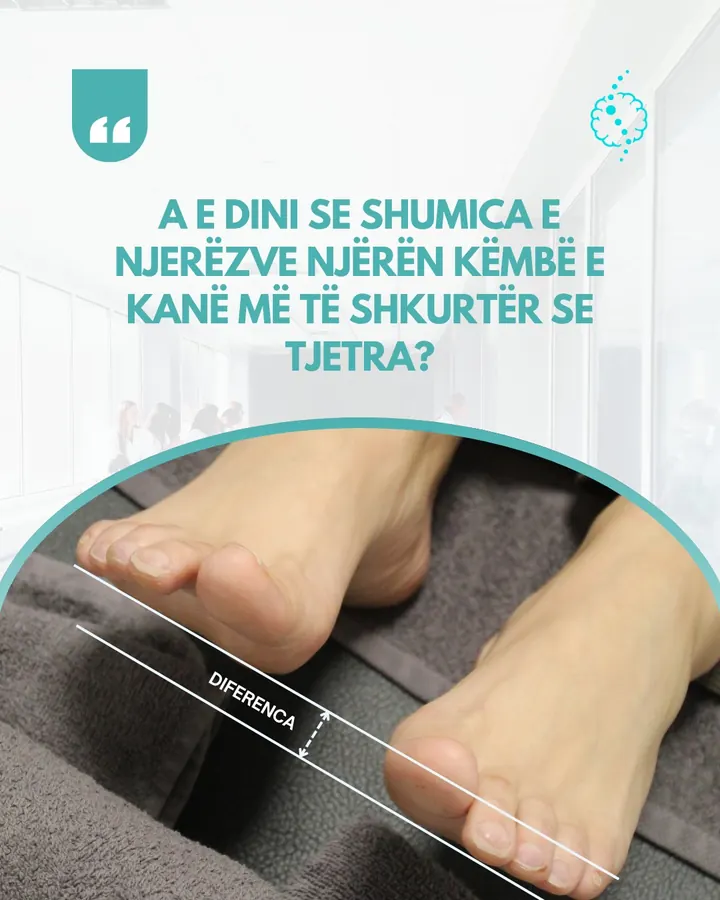 A E DINI SE SHUMICA E
NJERËZVE NJËRËN KËMBË E
KANË MË TË SHKURTËR SE
TJETRA?
DIFERENCA